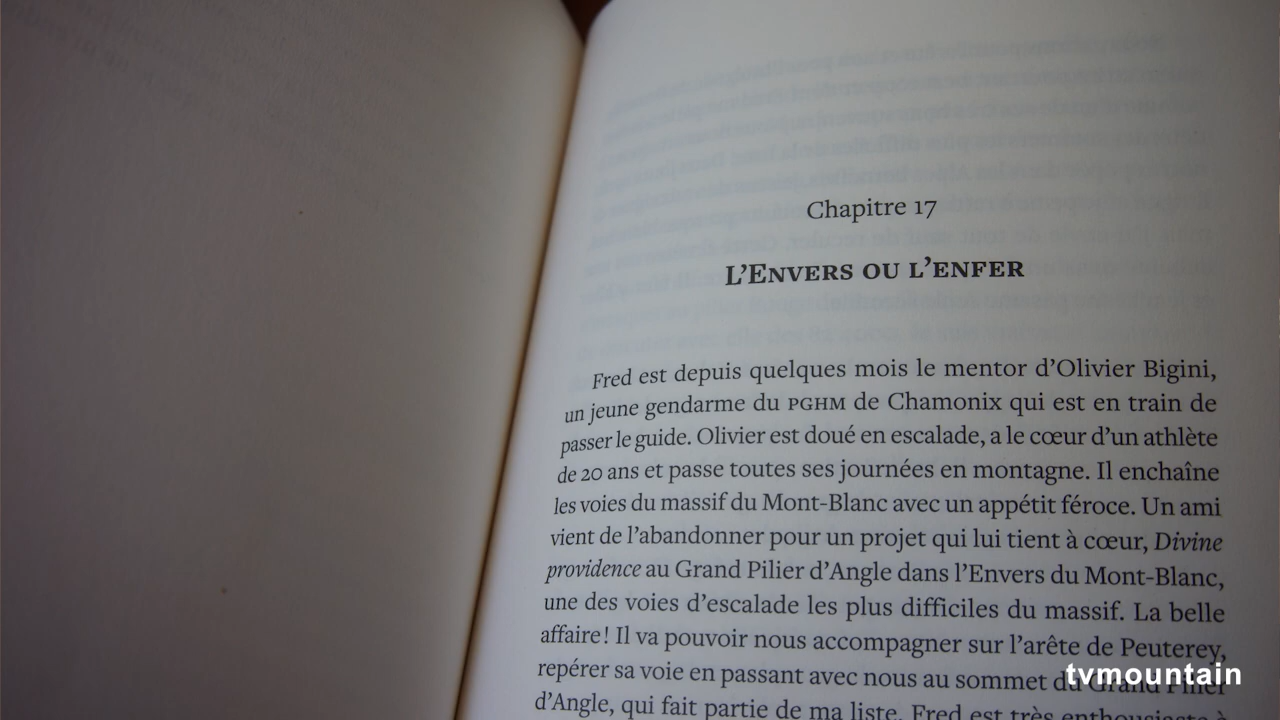 Chapitre 17
L'Envers ou l'enfer
Fred est depuis quelques mois le mentor d'Olivier Bigini,
un jeune gendarme du PGHM de Chamonix qui est en train de
passer le guide. Olivier est doué en escalade, a le cœur d'un athlète
de 20 ans et passe toutes ses journées en montagne. Il enchaîne
les voies du massif du Mont-Blanc avec un appétit féroce. Un ami
vient de l'abandonner pour un projet qui lui tient à cœur, Divine
providence au Grand Pilier d'Angle dans l'Envers du Mont-Blanc,
une des voies d'escalade les plus difficiles du massif. La belle
affaire ! Il va pouvoir nous accompagner sur l'arête de Peuterey,
repérer sa voie en passant avec nous au sommet du Grand Pilier
d'Angle, qui fait partie de ma liste. Fred est très enthousiaste à
tvmountain